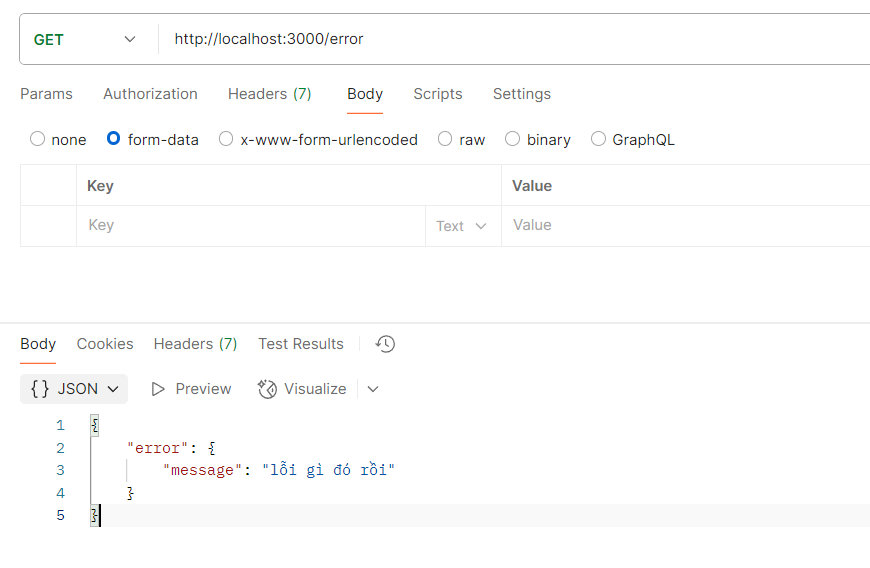 GET http://localhost:3000/error
Params Authorization Headers (7) Body Scripts Settings
none form-data x-www-form-urlencoded raw binary GraphQL
Key Value
Key Text Value
Body Cookies Headers (7) Test Results
{} JSON Preview Visualize
1 {
2 "error": {
3 "message": "lỗi gì đó rồi"
4 }
5 }